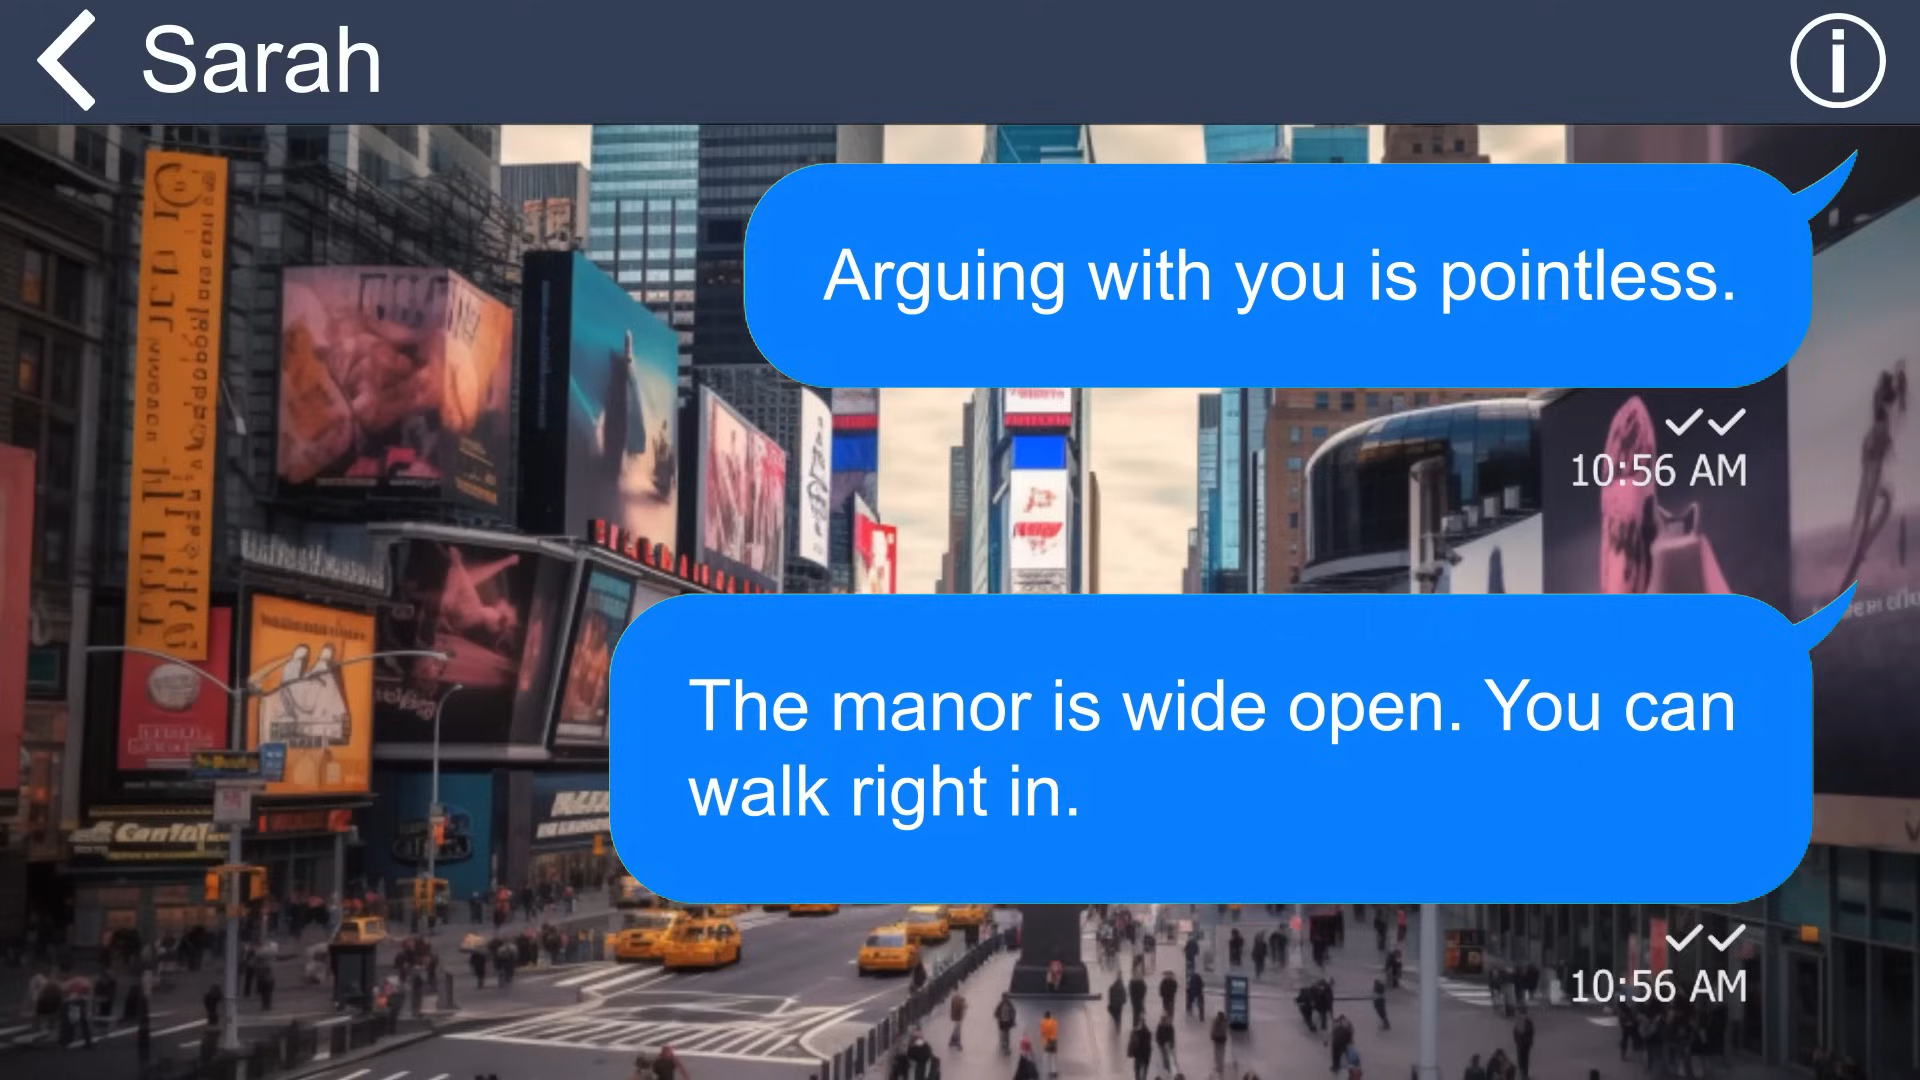 Sarah
Arguing with you is pointless.
10:56 AM
The manor is wide open. You can
walk right in.
10:56 AM